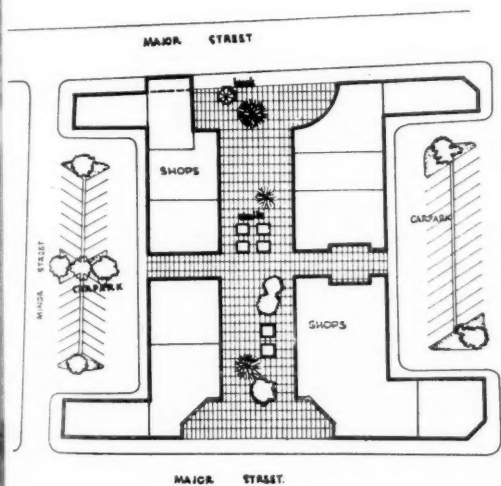 MAJOR STREET
SHOPS
CARPARK
MINOR STREET
CARPARK
SHOPS
MAJOR STREET.